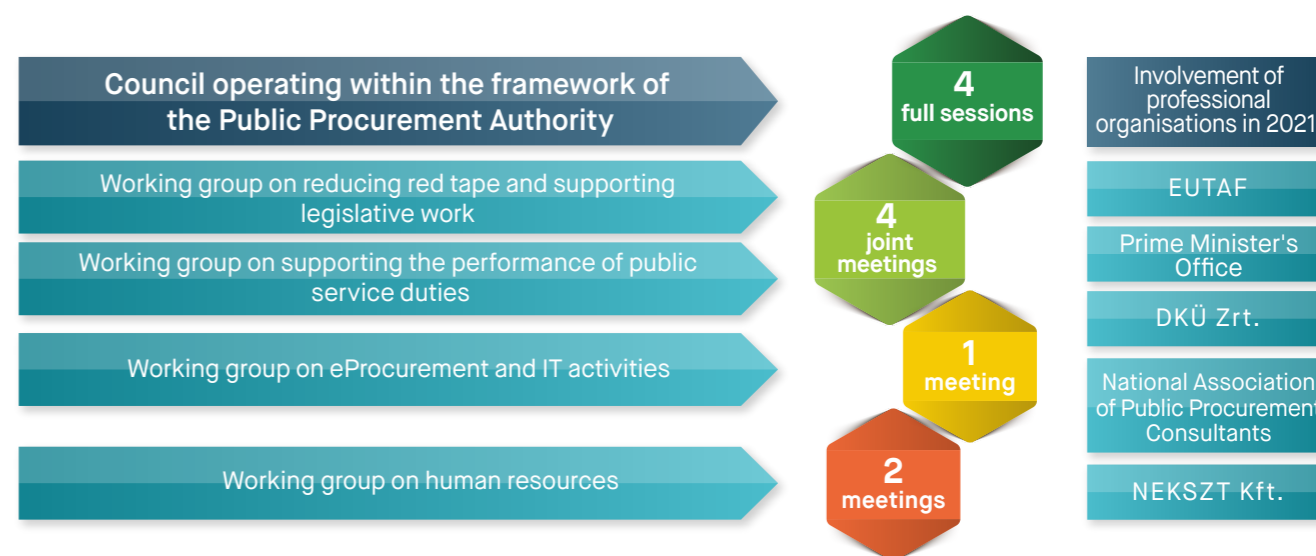 Council operating within the framework of
the Public Procurement Authority
Working group on reducing red tape and supporting
legislative work
Working group on supporting the performance of public
service duties
Working group on eProcurement and IT activities
Working group on human resources
4
full sessions
4
joint
meetings
1
meeting
2
meetings
Involvement of
professional
organisations in 2021
EUTAF
Prime Minister's
Office
DKÜ Zrt.
National Association
of Public Procurement
Consultants
NEKSZT Kft.